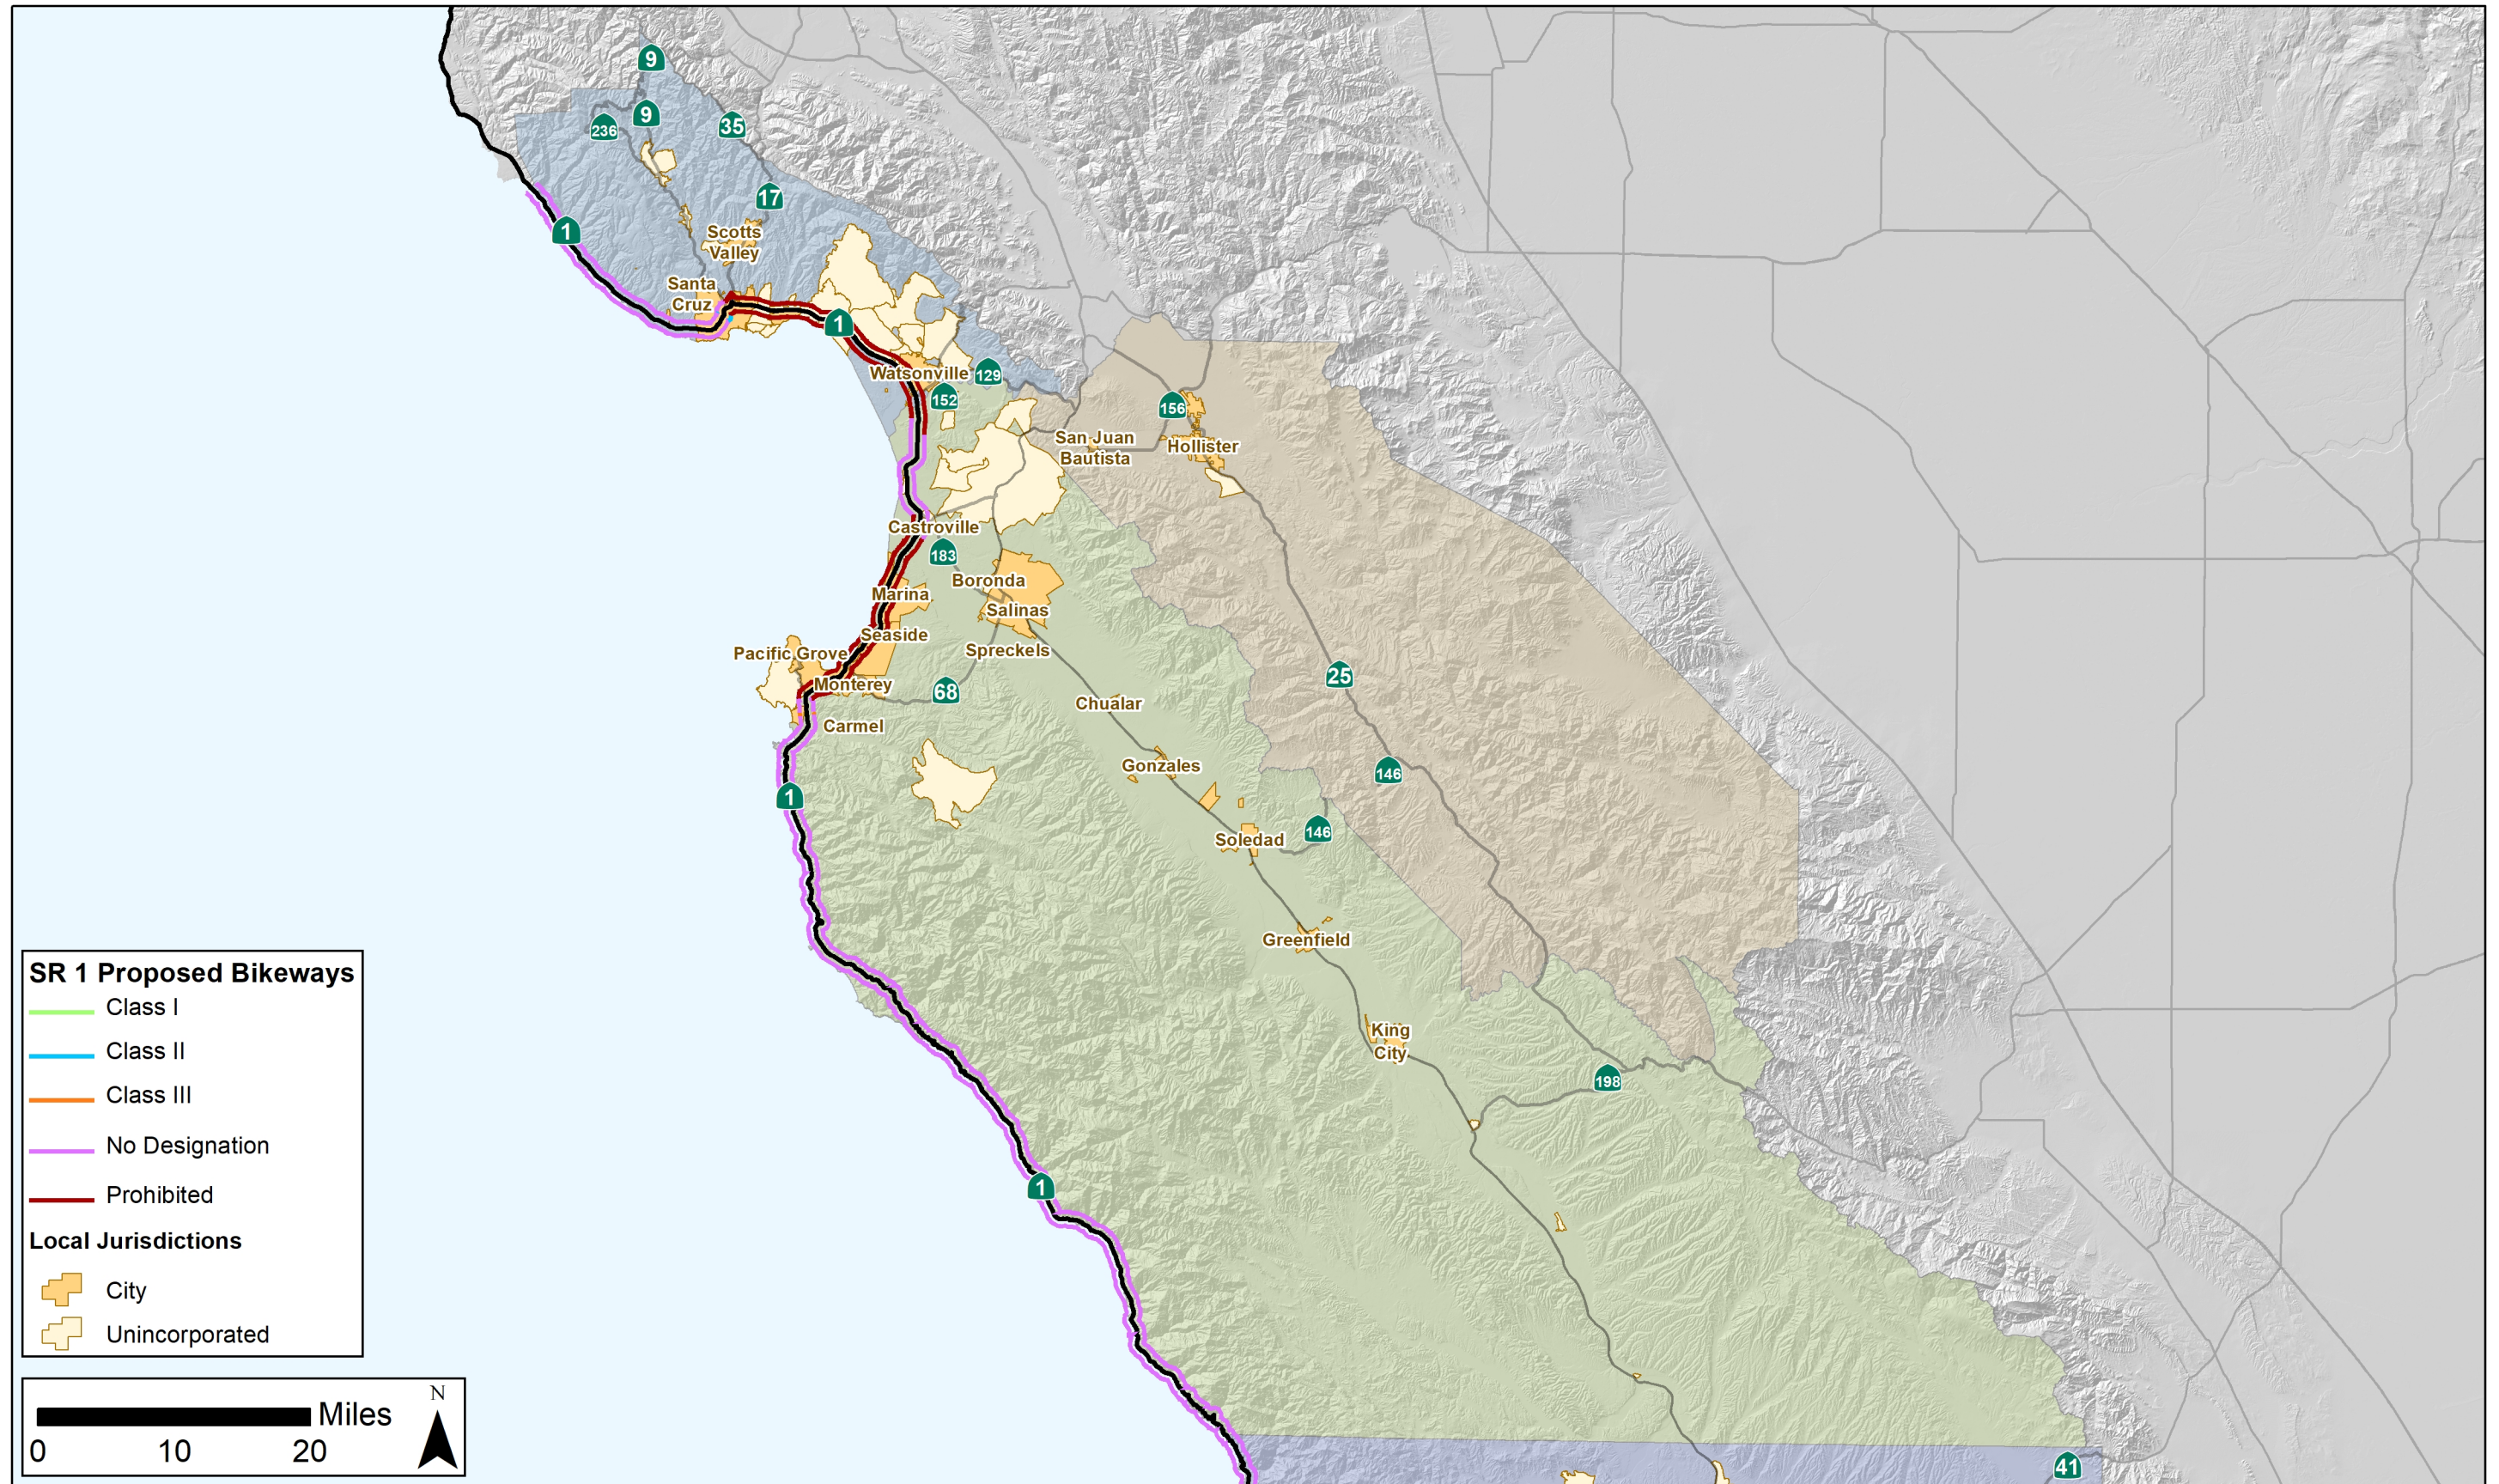 9
9
236
35
17
1
Scotts
Valley
Santa
Cruz
1
Watsonville
129
152
156
San Juan
Bautista
Hollister
Castroville
183
Boronda
Marina
Salinas
Seaside
Spreckels
Pacific Grove
Monterey
68
25
Chualar
Carmel
Gonzales
146
1
146
Soledad
Greenfield
King
City
198
1
41
SR 1 Proposed Bikeways
Class I
Class II
Class III
No Designation
Prohibited
Local Jurisdictions
City
Unincorporated
N
Miles
0 10 20